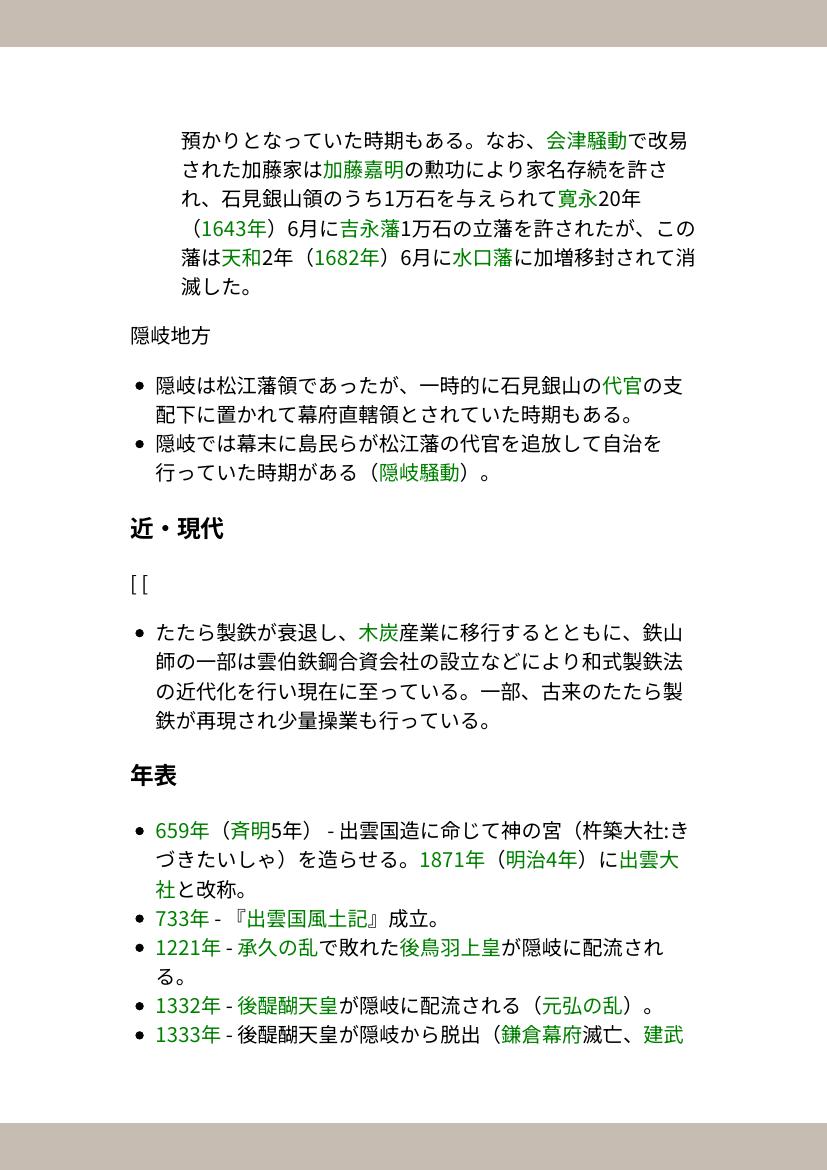 預かりとなっていた時期もある。なお、会津騒動で改易
された加藤家は加藤嘉明の勲功により家名存続を許さ
れ、石見銀山領のうち1万石を与えられて寛永20年
（1643年）6月に吉永藩1万石の立藩を許されたが、この
藩は天和2年（1682年）6月に水口藩に加増移封されて消
滅した。
隠岐地方
• 隠岐は松江藩領であったが、一時的に石見銀山の代官の支
配下に置かれて幕府直轄領とされていた時期もある。
• 隠岐では幕末に島民らが松江藩の代官を追放して自治を
行っていた時期がある（隠岐騒動）。
近・現代
[ [
• たたら製鉄が衰退し、木炭産業に移行するとともに、鉄山
師の一部は雲伯鉄鋼合資会社の設立などにより和式製鉄法
の近代化を行い現在に至っている。一部、古来のたたら製
鉄が再現され少量操業も行っている。
年表
• 659年（斉明5年） - 出雲国造に命じて神の宮（杵築大社:き
づきたいしゃ）を造らせる。1871年（明治4年）に出雲大
社と改称。
• 733年 - 『出雲国風土記』成立。
• 1221年 - 承久の乱で敗れた後鳥羽上皇が隠岐に配流され
る。
• 1332年 - 後醍醐天皇が隠岐に配流される（元弘の乱）。
• 1333年 - 後醍醐天皇が隠岐から脱出（鎌倉幕府滅亡、建武